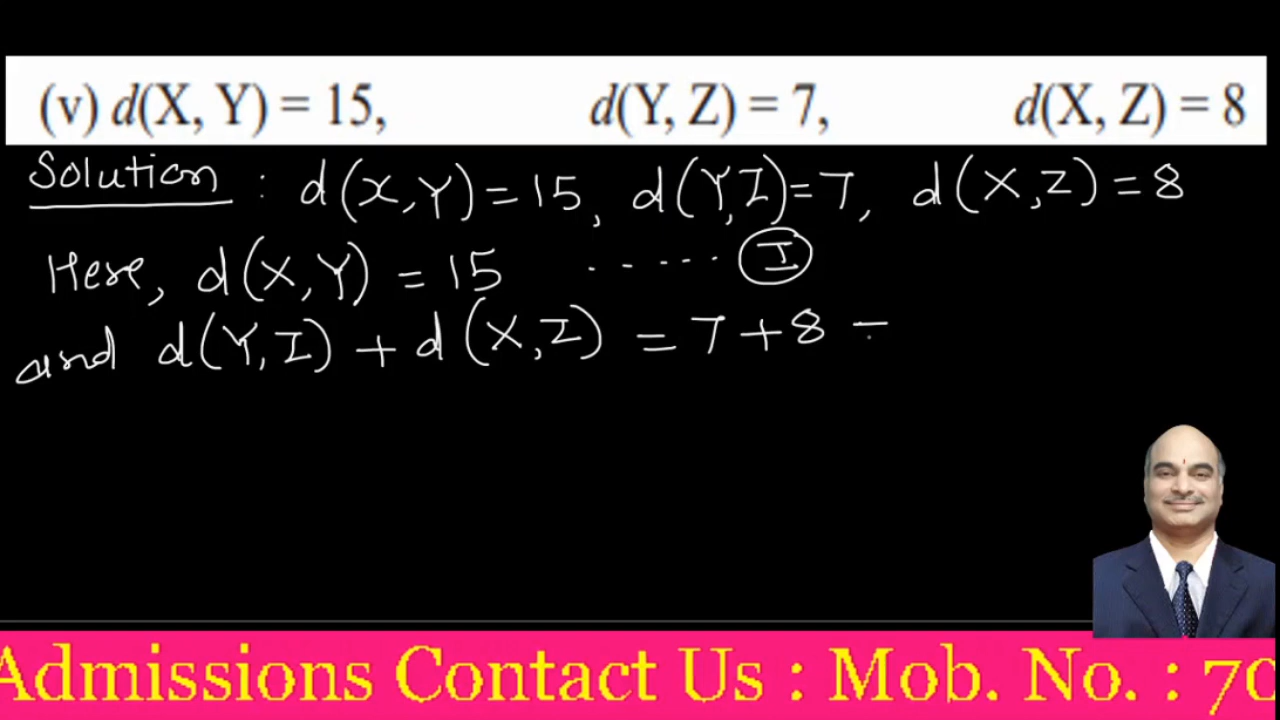 (v) d(X, Y) = 15, d(Y, Z) = 7, d(X, Z) = 8
Solution : d(X,Y) = 15, d(Y,Z) = 7, d(X,Z) = 8
Here, d(X,Y) = 15 ...... I
and d(Y,Z) + d(X,Z) = 7+8 =
Admissions Contact Us : Mob. No. : 70